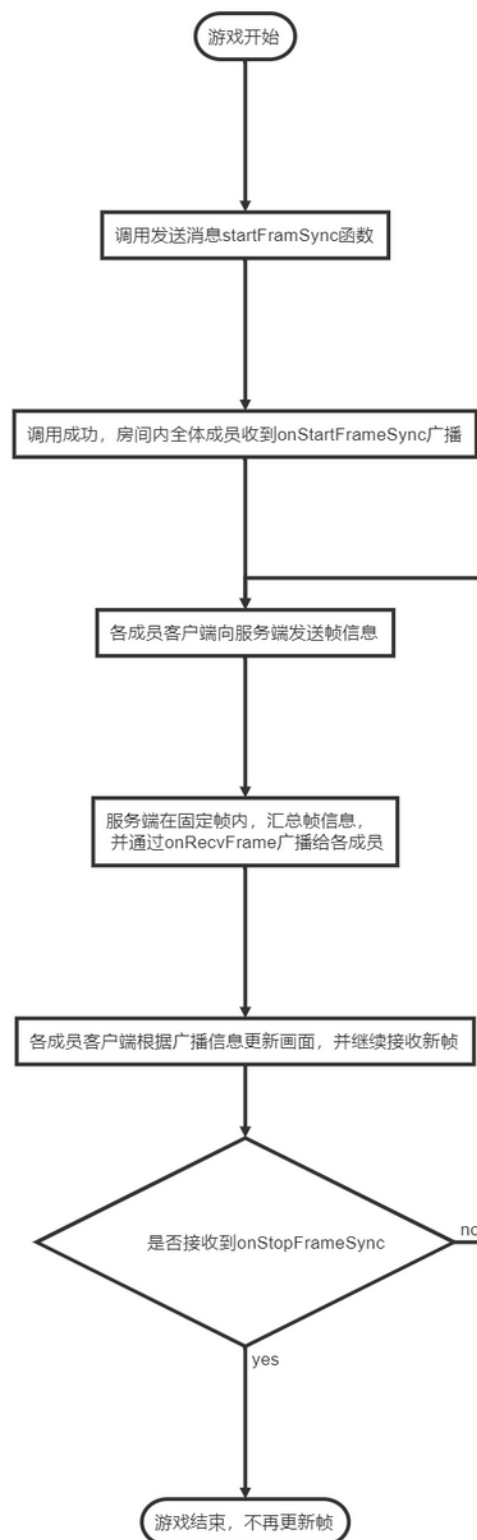 游戏开始
调用发送消息startFramSync函数
调用成功，房间内全体成员收到onStartFrameSync广播
各成员客户端向服务端发送帧信息
服务端在固定帧内，汇总帧信息，
并通过onRecvFrame广播给各成员
各成员客户端根据广播信息更新画面，并继续接收新帧
是否接收到onStopFrameSync
no
yes
游戏结束，不再更新帧